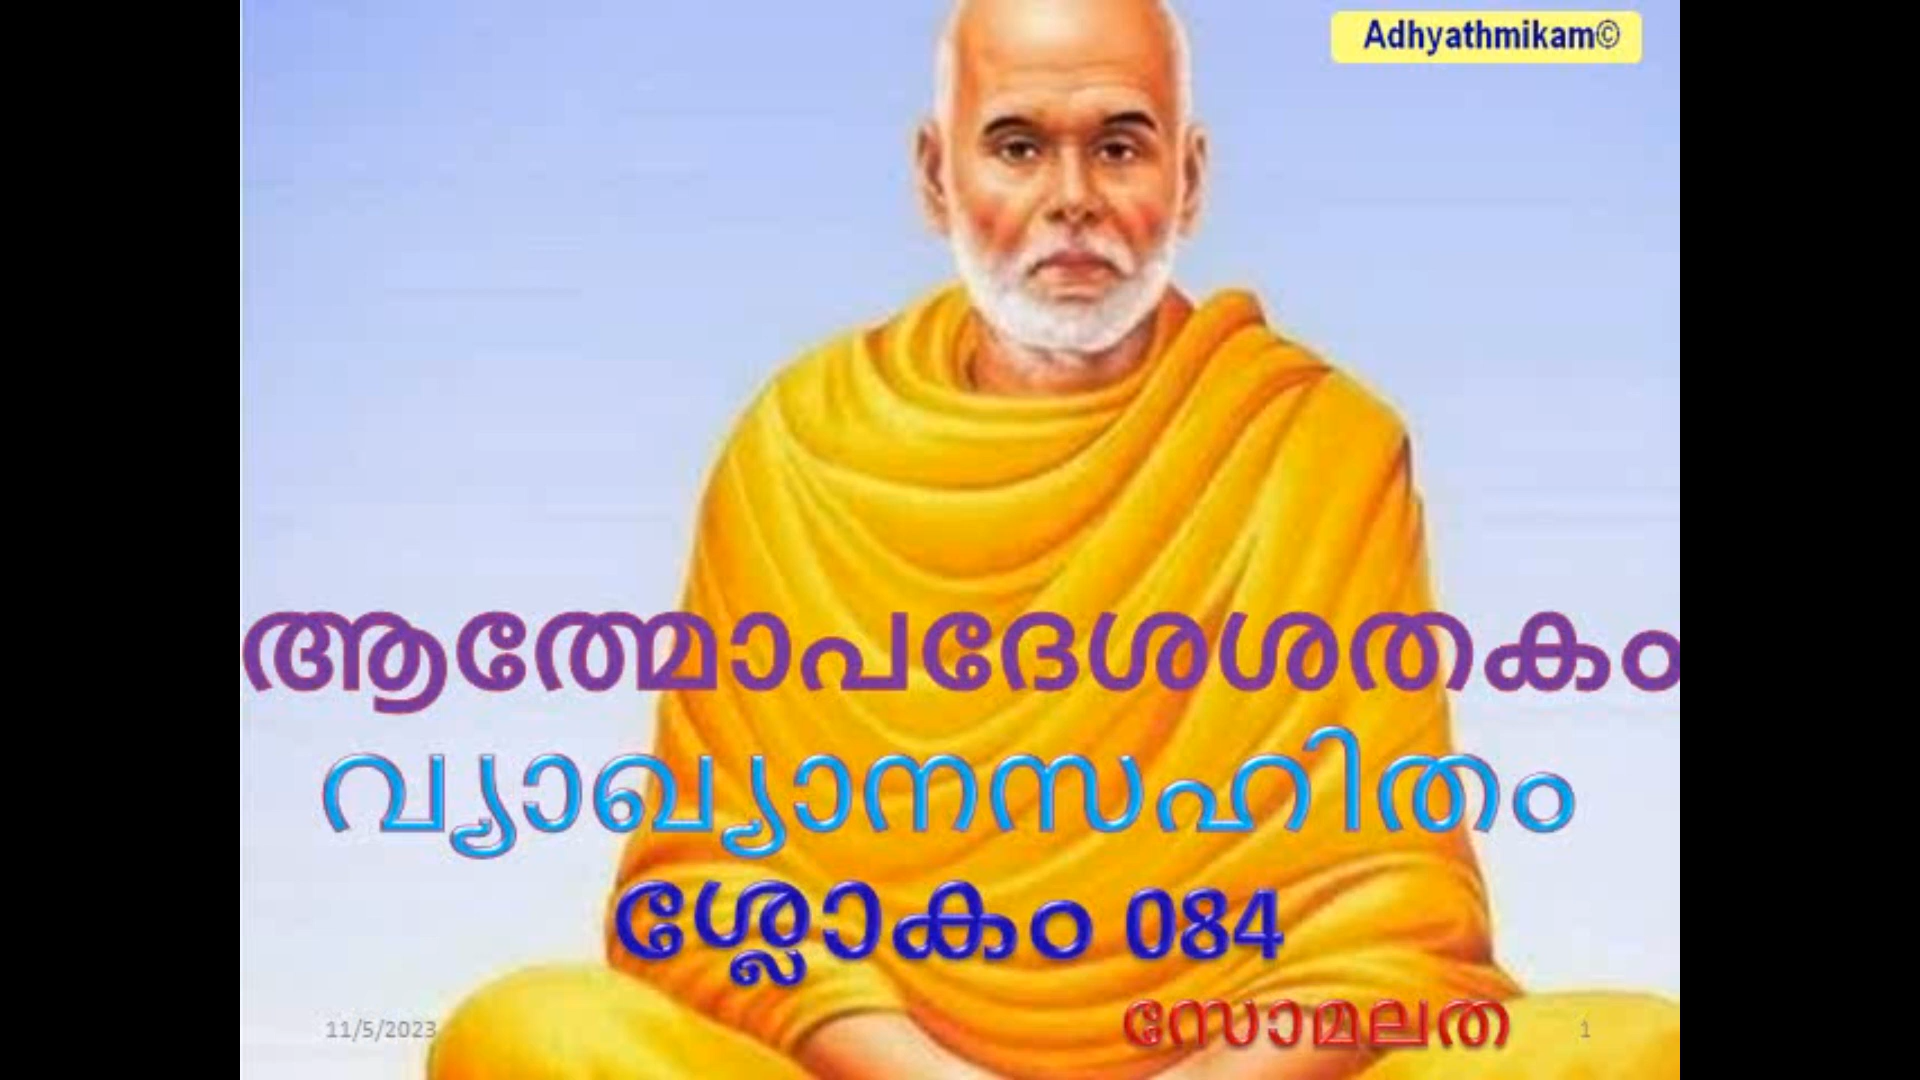 Adhyathmikam©
ആത്മോപദേശശതകം
വ്യാഖ്യാനസഹിതം
ശ്ലോകം 084
സോമലത
11/5/2023
1